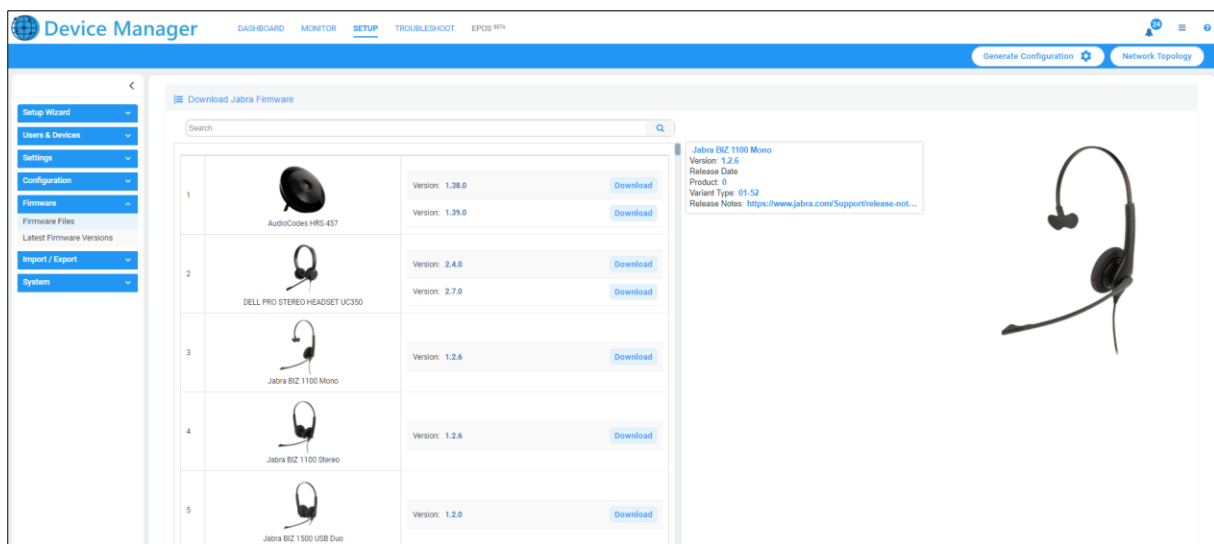 Device Manager
DASHBOARD MONITOR SETUP TROUBLESHOOT EPOS BETA
24
Generate Configuration Network Topology
Setup Wizard
Users & Devices
Settings
Configuration
Firmware
Firmware Files
Latest Firmware Versions
Import / Export
System
Download Jabra Firmware
Search
1
AudioCodes HRS 457
Version: 1.38.0 Download
Version: 1.39.0 Download
2
DELL PRO STEREO HEADSET UC350
Version: 2.4.0 Download
Version: 2.7.0 Download
3
Jabra BIZ 1100 Mono
Version: 1.2.6 Download
4
Jabra BIZ 1100 Stereo
Version: 1.2.6 Download
5
Jabra BIZ 1500 USB Duo
Version: 1.2.0 Download
Jabra BIZ 1100 Mono
Version: 1.2.6
Release Date
Product: 0
Variant Type: 01-52
Release Notes: https://www.jabra.com/Support/release-not...